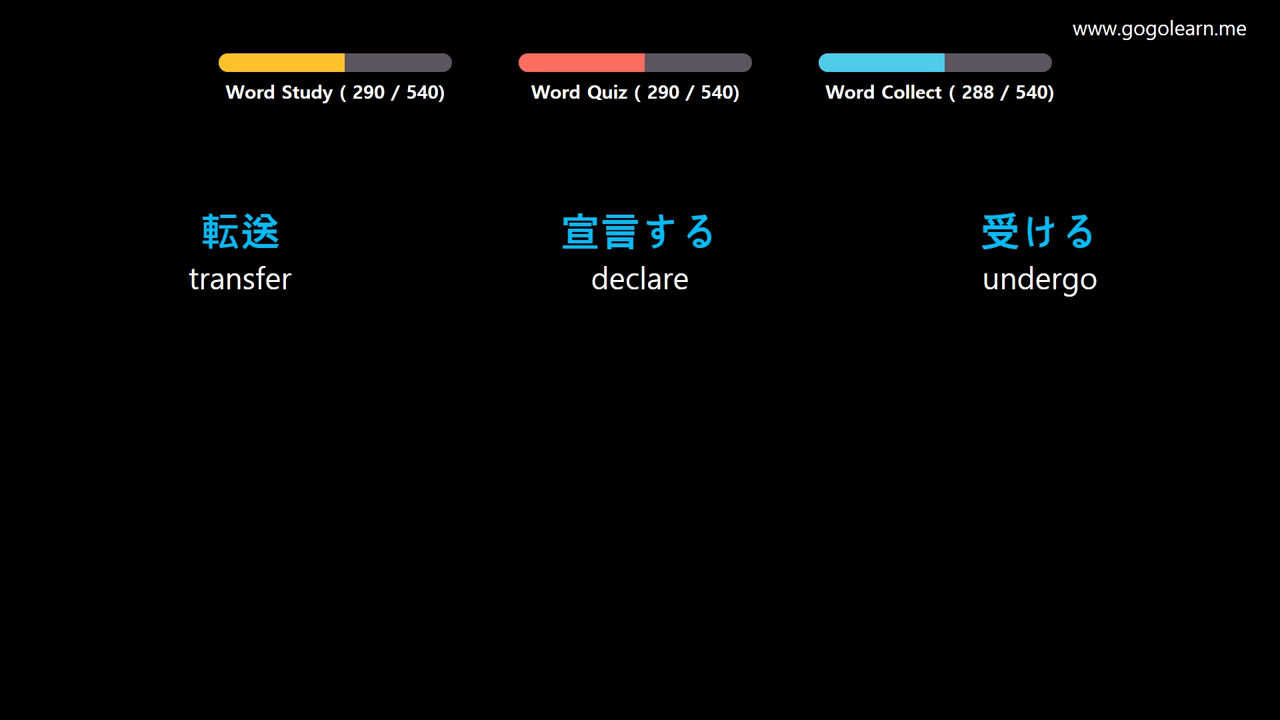 www.gogolearn.me
Word Study ( 290 / 540)
Word Quiz ( 290 / 540)
Word Collect ( 288 / 540)
転送
transfer
宣言する
declare
受ける
undergo